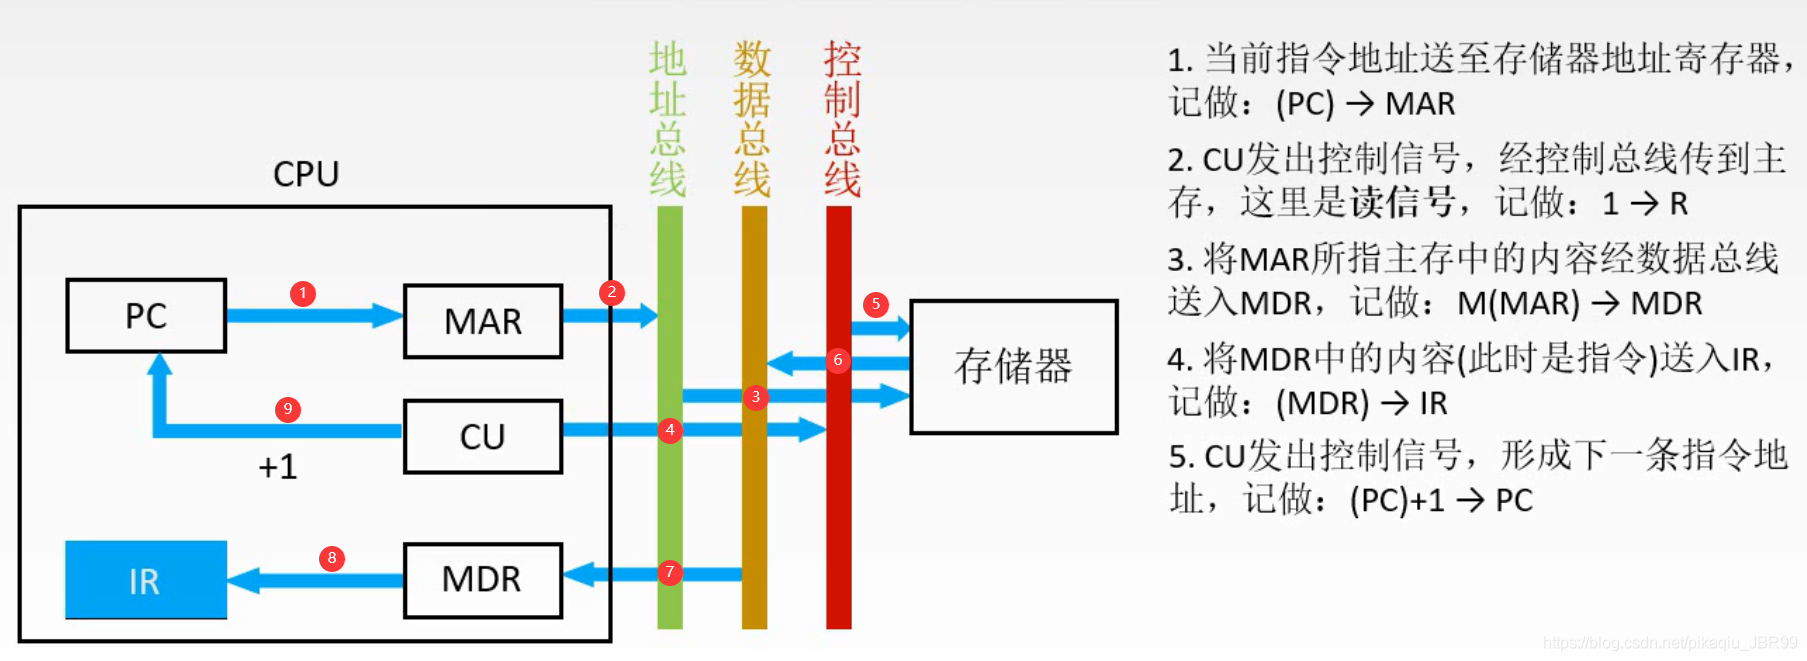 地址总线
数据总线
控制总线
CPU
PC
1
MAR
2
5
存储器
6
3
9
+1
CU
4
IR
8
MDR
7
1. 当前指令地址送至存储器地址寄存器，
记做：(PC) → MAR
2. CU发出控制信号，经控制总线传到主
存，这里是读信号，记做：1 → R
3. 将MAR所指主存中的内容经数据总线
送入MDR，记做：M(MAR) → MDR
4. 将MDR中的内容(此时是指令)送入IR，
记做：(MDR) → IR
5. CU发出控制信号，形成下一条指令地
址，记做：(PC)+1 → PC
https://blog.csdn.net/pikaqiu_JBR99